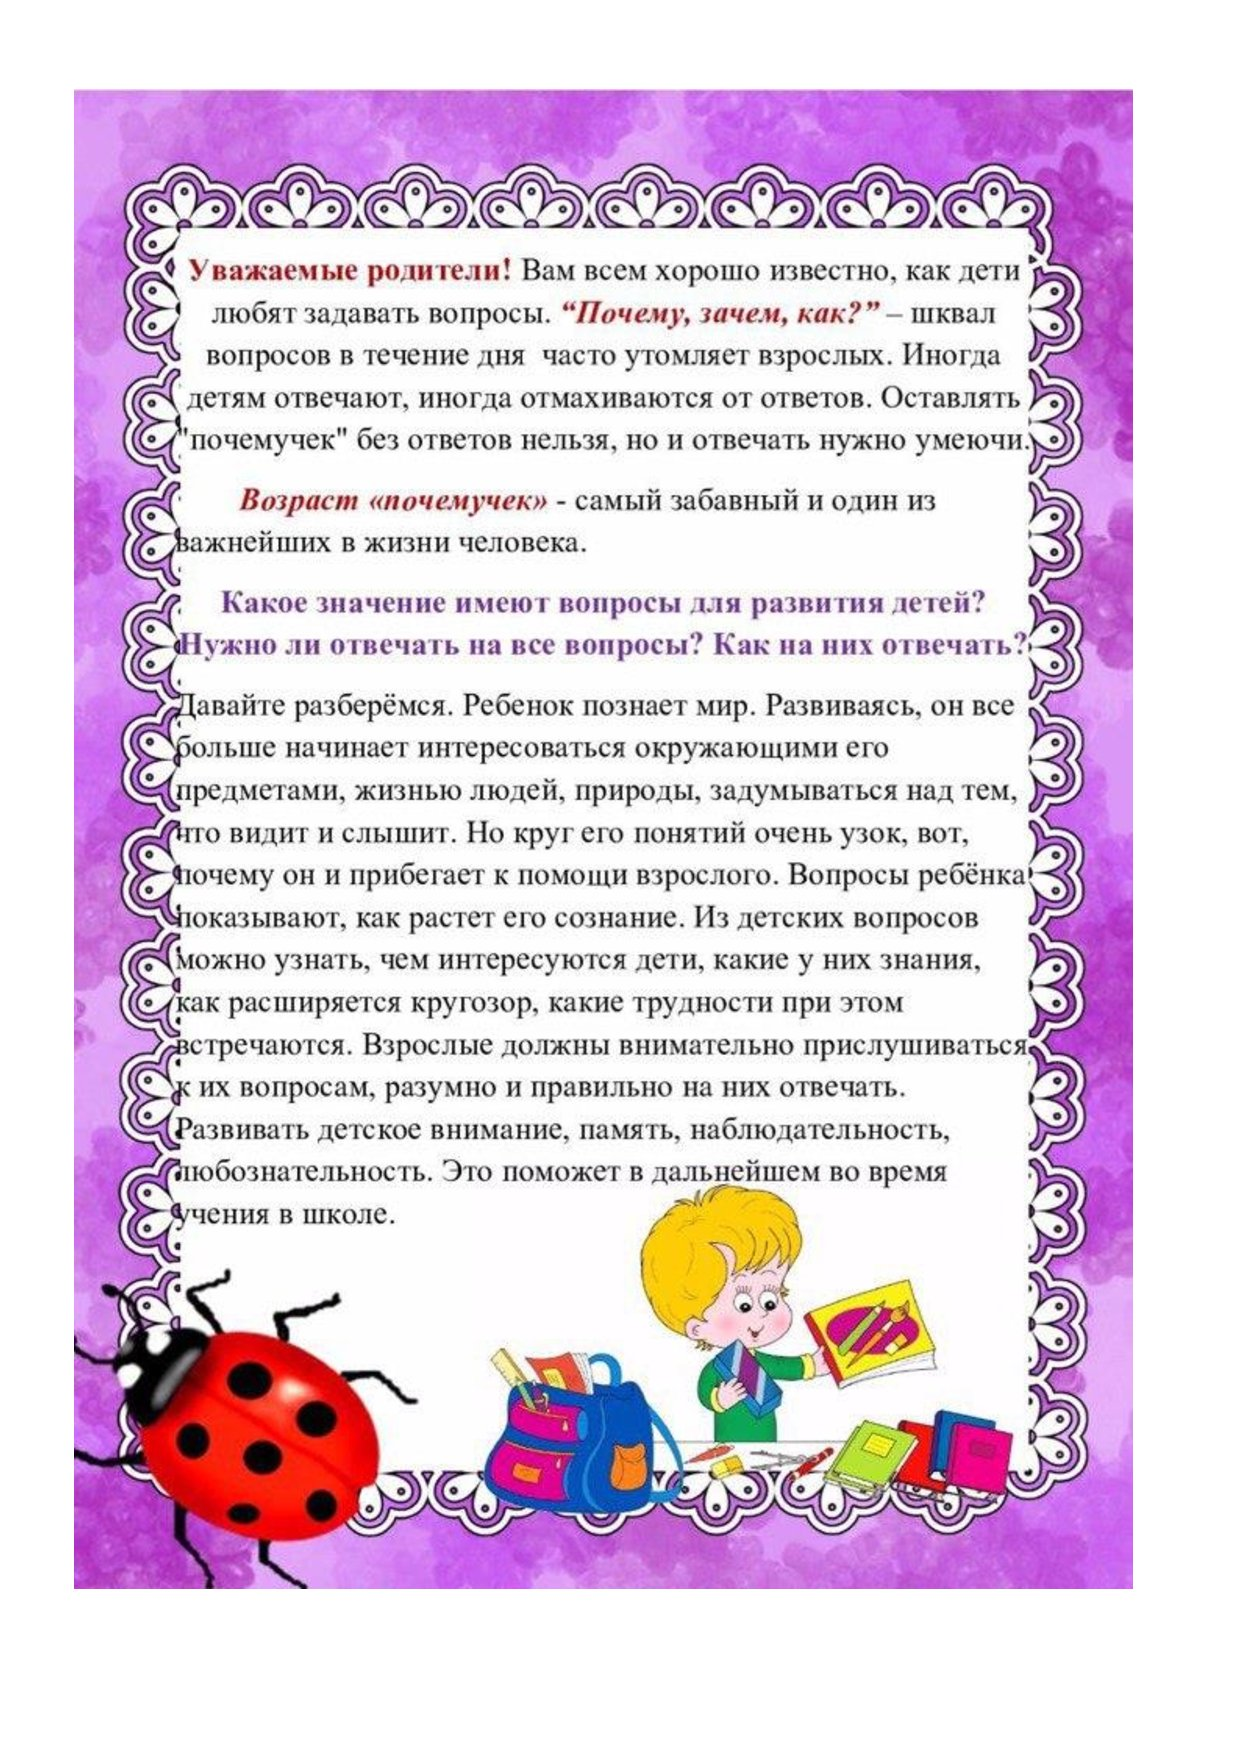 Уважаемые родители! Вам всем хорошо известно, как дети
любят задавать вопросы. “Почему, зачем, как?” – шквал
вопросов в течение дня часто утомляет взрослых. Иногда
детям отвечают, иногда отмахиваются от ответов. Оставлять
"почемучек" без ответов нельзя, но и отвечать нужно умеючи.
Возраст «почемучек» - самый забавный и один из
важнейших в жизни человека.
Какое значение имеют вопросы для развития детей?
Нужно ли отвечать на все вопросы? Как на них отвечать?
Давайте разберёмся. Ребенок познает мир. Развиваясь, он все
больше начинает интересоваться окружающими его
предметами, жизнью людей, природы, задумываться над тем,
что видит и слышит. Но круг его понятий очень узок, вот,
почему он и прибегает к помощи взрослого. Вопросы ребёнка
показывают, как растет его сознание. Из детских вопросов
можно узнать, чем интересуются дети, какие у них знания,
как расширяется кругозор, какие трудности при этом
встречаются. Взрослые должны внимательно прислушиваться
к их вопросам, разумно и правильно на них отвечать.
Развивать детское внимание, память, наблюдательность,
любознательность. Это поможет в дальнейшем во время
учения в школе.